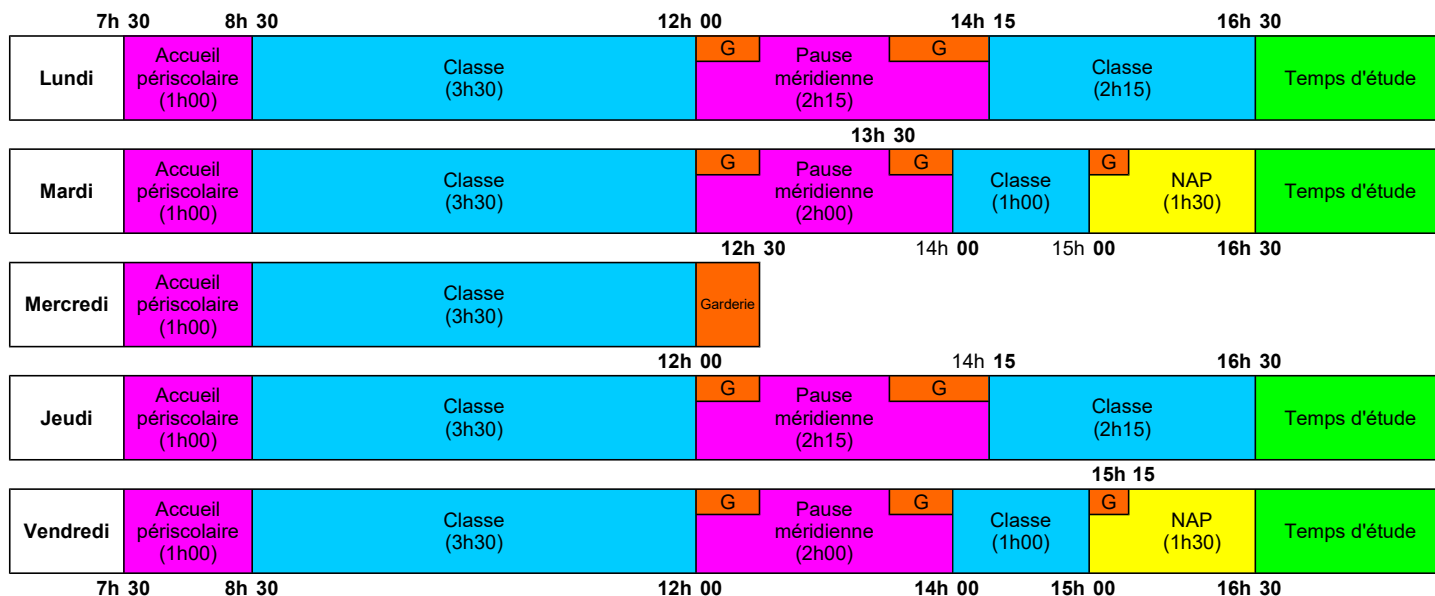 7h 30 8h 30 12h 00 14h 15 16h 30
Lundi
Accueil
périscolaire
(1h00)
Classe
(3h30)
G
Pause
méridienne
(2h15)
G
Classe
(2h15)
Temps d'étude
13h 30
Mardi
Accueil
périscolaire
(1h00)
Classe
(3h30)
G
Pause
méridienne
(2h00)
G
Classe
(1h00)
G
NAP
(1h30)
Temps d'étude
12h 30 14h 00 15h 00 16h 30
Mercredi
Accueil
périscolaire
(1h00)
Classe
(3h30)
Garderie
12h 00 14h 15 16h 30
Jeudi
Accueil
périscolaire
(1h00)
Classe
(3h30)
G
Pause
méridienne
(2h15)
G
Classe
(2h15)
Temps d'étude
15h 15
Vendredi
Accueil
périscolaire
(1h00)
Classe
(3h30)
G
Pause
méridienne
(2h00)
G
Classe
(1h00)
G
NAP
(1h30)
Temps d'étude
7h 30 8h 30 12h 00 14h 00 15h 00 16h 30